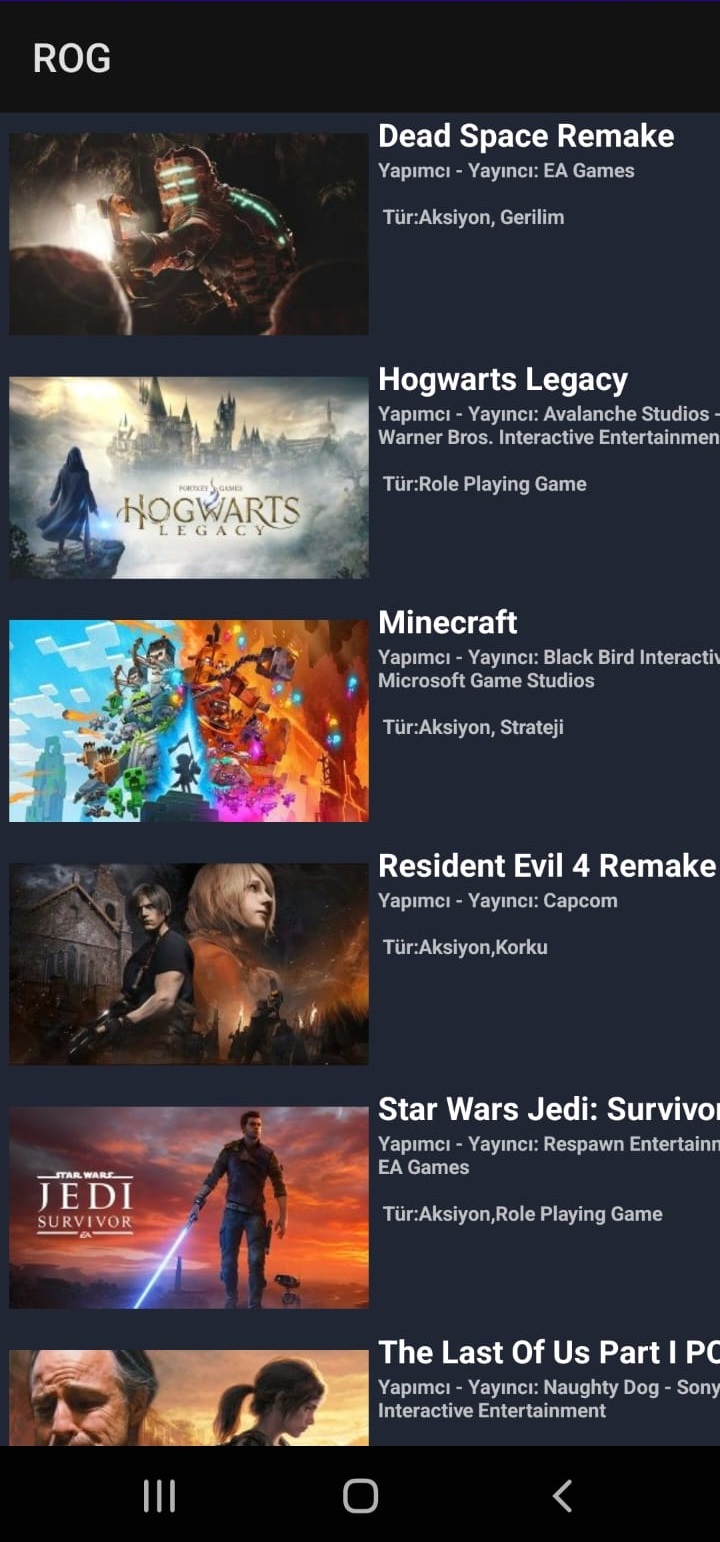 ROG
Dead Space Remake
Yapımcı - Yayıncı: EA Games
Tür:Aksiyon, Gerilim
PORTKEY GAMES
HOGWARTS
LEGACY
Hogwarts Legacy
Yapımcı - Yayıncı: Avalanche Studios -
Warner Bros. Interactive Entertainmen
Tür:Role Playing Game
Minecraft
Yapımcı - Yayıncı: Black Bird Interactiv
Microsoft Game Studios
Tür:Aksiyon, Strateji
Resident Evil 4 Remake
Yapımcı - Yayıncı: Capcom
Tür:Aksiyon,Korku
STAR WARS
JEDI
SURVIVOR
EA
Star Wars Jedi: Survivor
Yapımcı - Yayıncı: Respawn Entertainm
EA Games
Tür:Aksiyon,Role Playing Game
The Last Of Us Part I PC
Yapımcı - Yayıncı: Naughty Dog - Sony
Interactive Entertainment